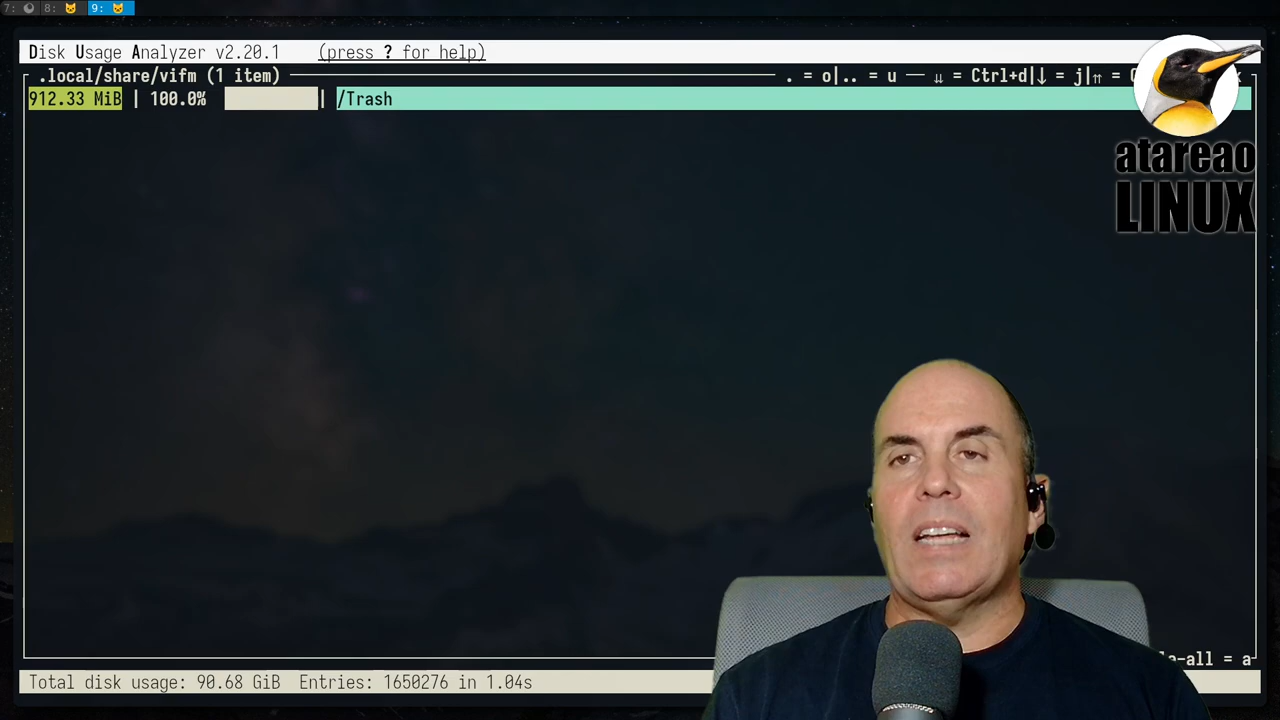 7: 8: 9:
Disk Usage Analyzer v2.20.1 (press ? for help)
.local/share/vifm (1 item) . = o|.. = u ⇊ = Ctrl+d|↓ = j|⇈ =
912.33 MiB | 100.0% | /Trash
atareao
LINUX
-all = a
Total disk usage: 90.68 GiB Entries: 1650276 in 1.04s